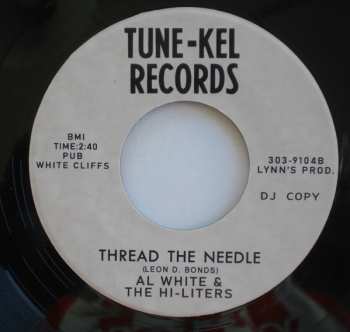 TUNE-KEL
RECORDS
BMI
TIME:2:40
PUB
WHITE CLIFFS
303-9104B
LYNN'S PROD.
DJ COPY
THREAD THE NEEDLE
(LEON D. BONDS)
AL WHITE &
THE HI-LITERS